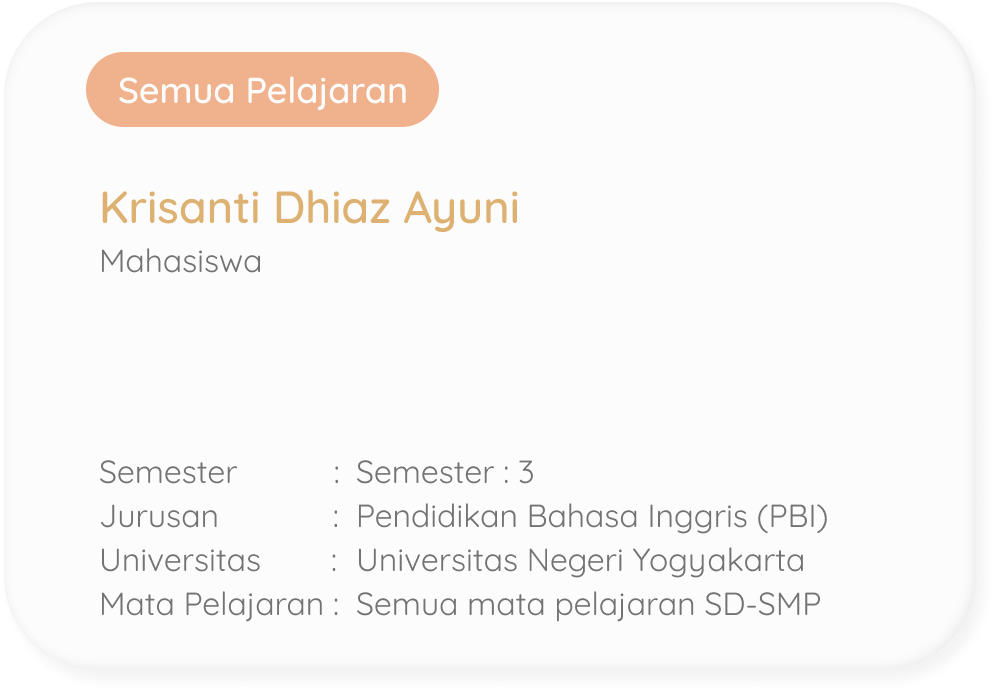 Semua Pelajaran
Krisanti Dhiaz Ayuni
Mahasiswa
Semester : Semester : 3
Jurusan : Pendidikan Bahasa Inggris (PBI)
Universitas : Universitas Negeri Yogyakarta
Mata Pelajaran : Semua mata pelajaran SD-SMP